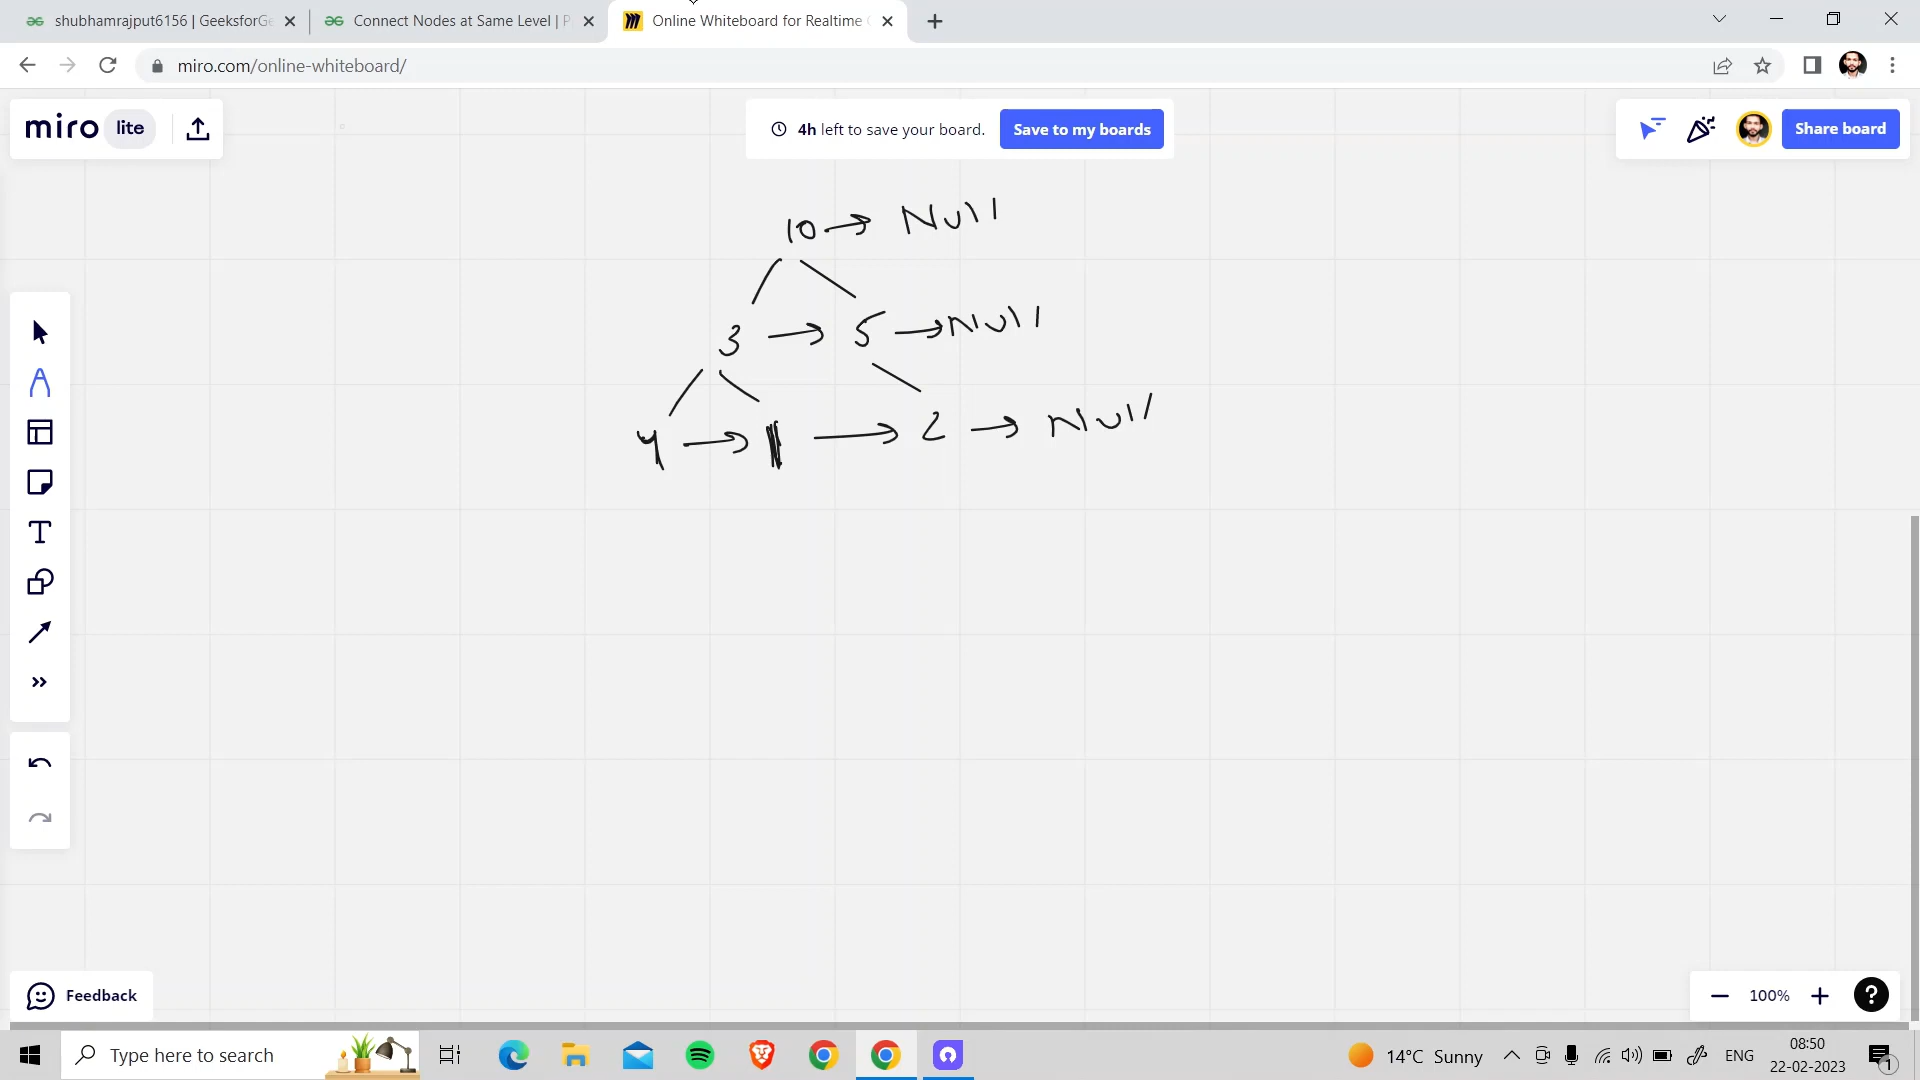 shubhamrajput6156 | GeeksforGe
Connect Nodes at Same Level | P
Online Whiteboard for Realtime C
miro.com/online-whiteboard/
miro lite
4h left to save your board.
Save to my boards
Share board
10 → Null
3 → 5 → Null
4 → 1 → 2 → Null
Feedback
100%
Type here to search
14°C Sunny
ENG
08:50
22-02-2023
1